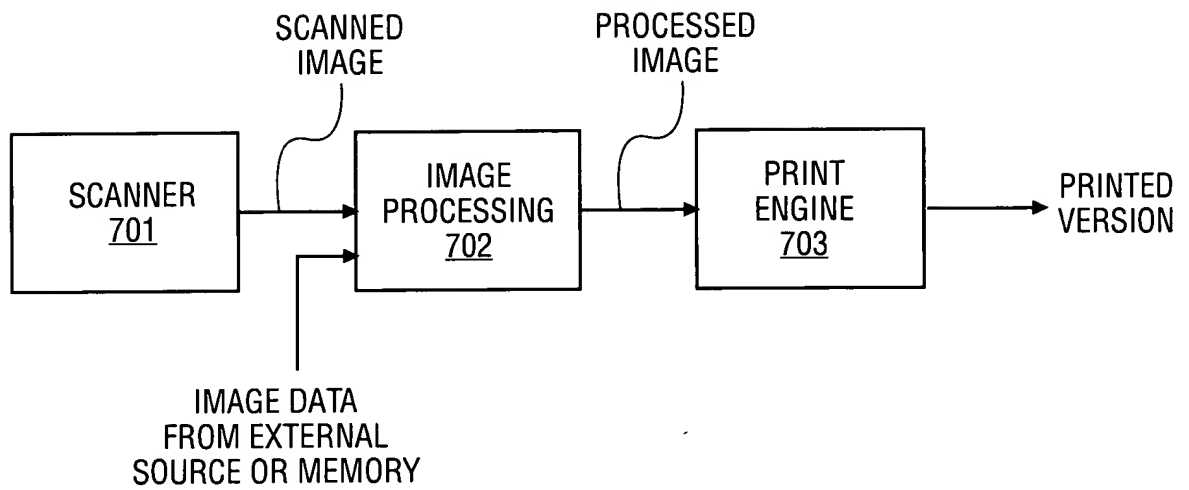 SCANNED
IMAGE
PROCESSED
IMAGE
SCANNER
701
IMAGE
PROCESSING
702
PRINT
ENGINE
703
PRINTED
VERSION
IMAGE DATA
FROM EXTERNAL
SOURCE OR MEMORY